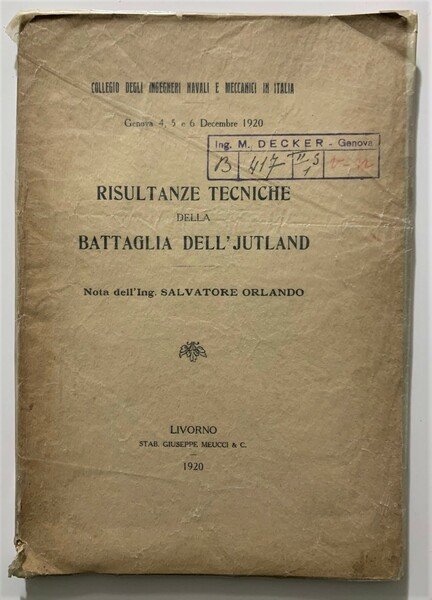 COLLEGIO DEGLI INGEGNERI NAVALI E MECCANICI IN ITALIA
Genova 4, 5 e 6 Decembre 1920
Ing. M. DECKER - Genova
B 417
RISULTANZE TECNICHE
DELLA
BATTAGLIA DELL'JUTLAND
Nota dell'Ing. SALVATORE ORLANDO
LIVORNO
STAB. GIUSEPPE MEUCCI & C.
1920